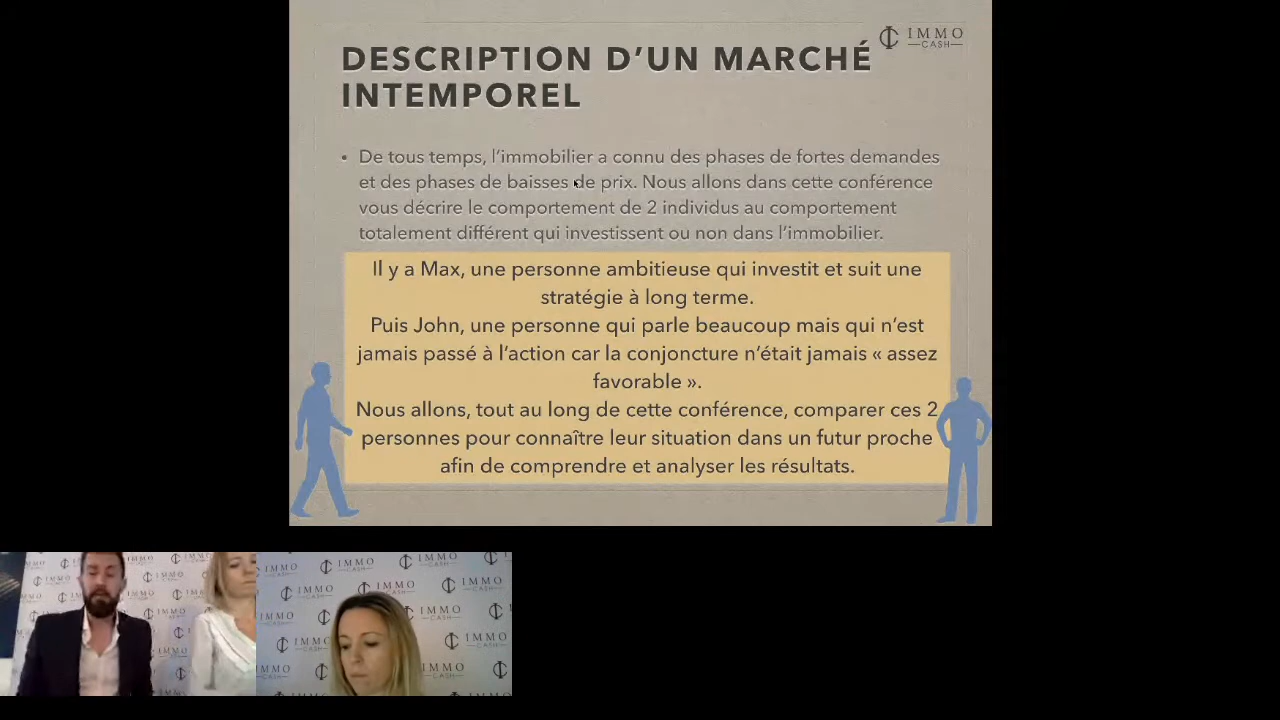 DESCRIPTION D'UN MARCHÉ
INTEMPOREL
IMMO
CASH
• De tous temps, l'immobilier a connu des phases de fortes demandes
et des phases de baisses de prix. Nous allons dans cette conférence
vous décrire le comportement de 2 individus au comportement
totalement différent qui investissent ou non dans l'immobilier.
Il y a Max, une personne ambitieuse qui investit et suit une
stratégie à long terme.
Puis John, une personne qui parle beaucoup mais qui n'est
jamais passé à l'action car la conjoncture n'était jamais « assez
favorable ».
Nous allons, tout au long de cette conférence, comparer ces 2
personnes pour connaître leur situation dans un futur proche
afin de comprendre et analyser les résultats.
IMMO
CASH